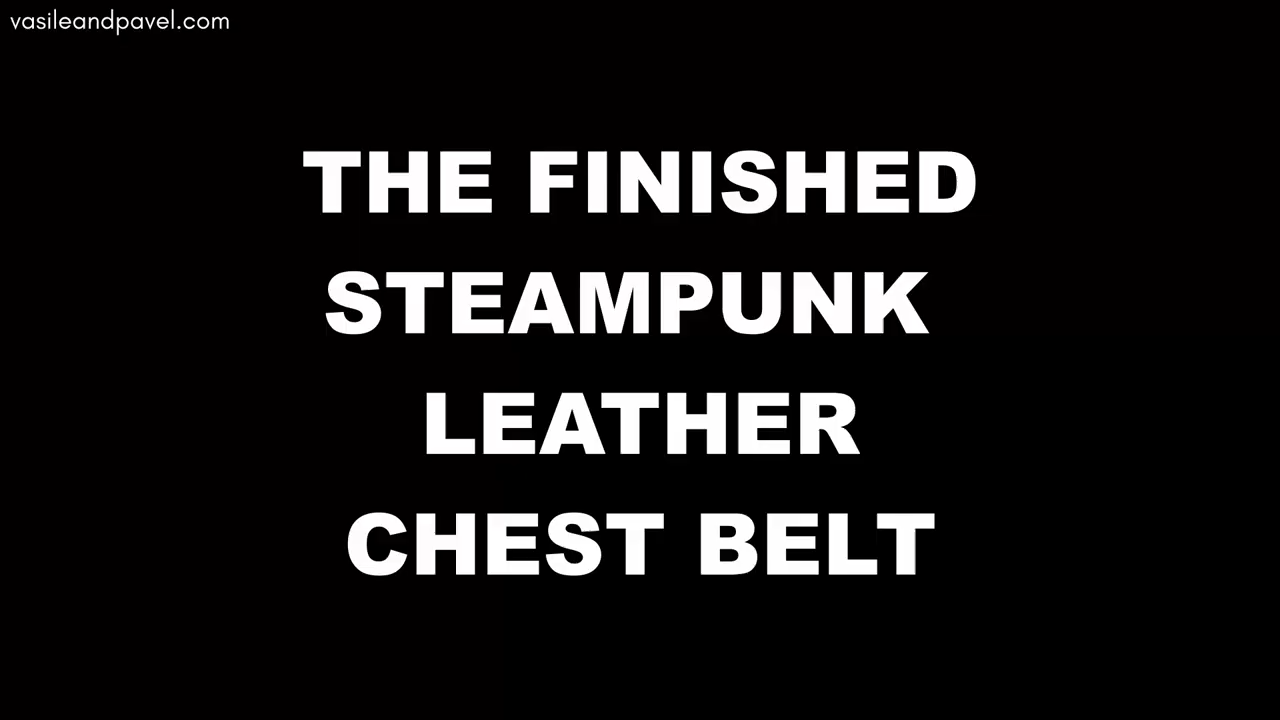 vasileandpavel.com
THE FINISHED
STEAMPUNK
LEATHER
CHEST BELT